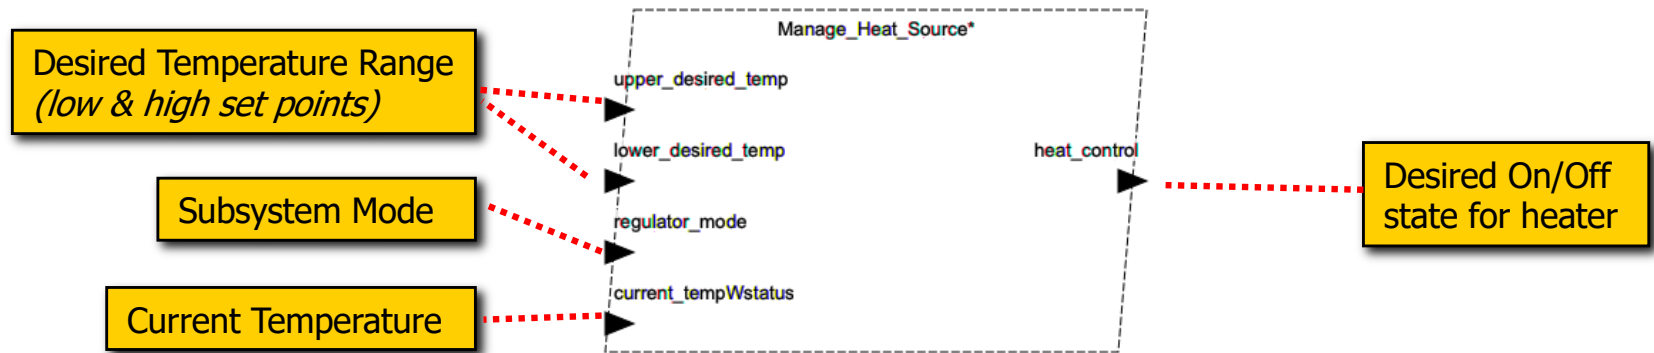 Manage_Heat_Source*
Desired Temperature Range
(low & high set points)
upper_desired_temp
lower_desired_temp
heat_control
Desired On/Off
state for heater
Subsystem Mode
regulator_mode
current_tempWstatus
Current Temperature